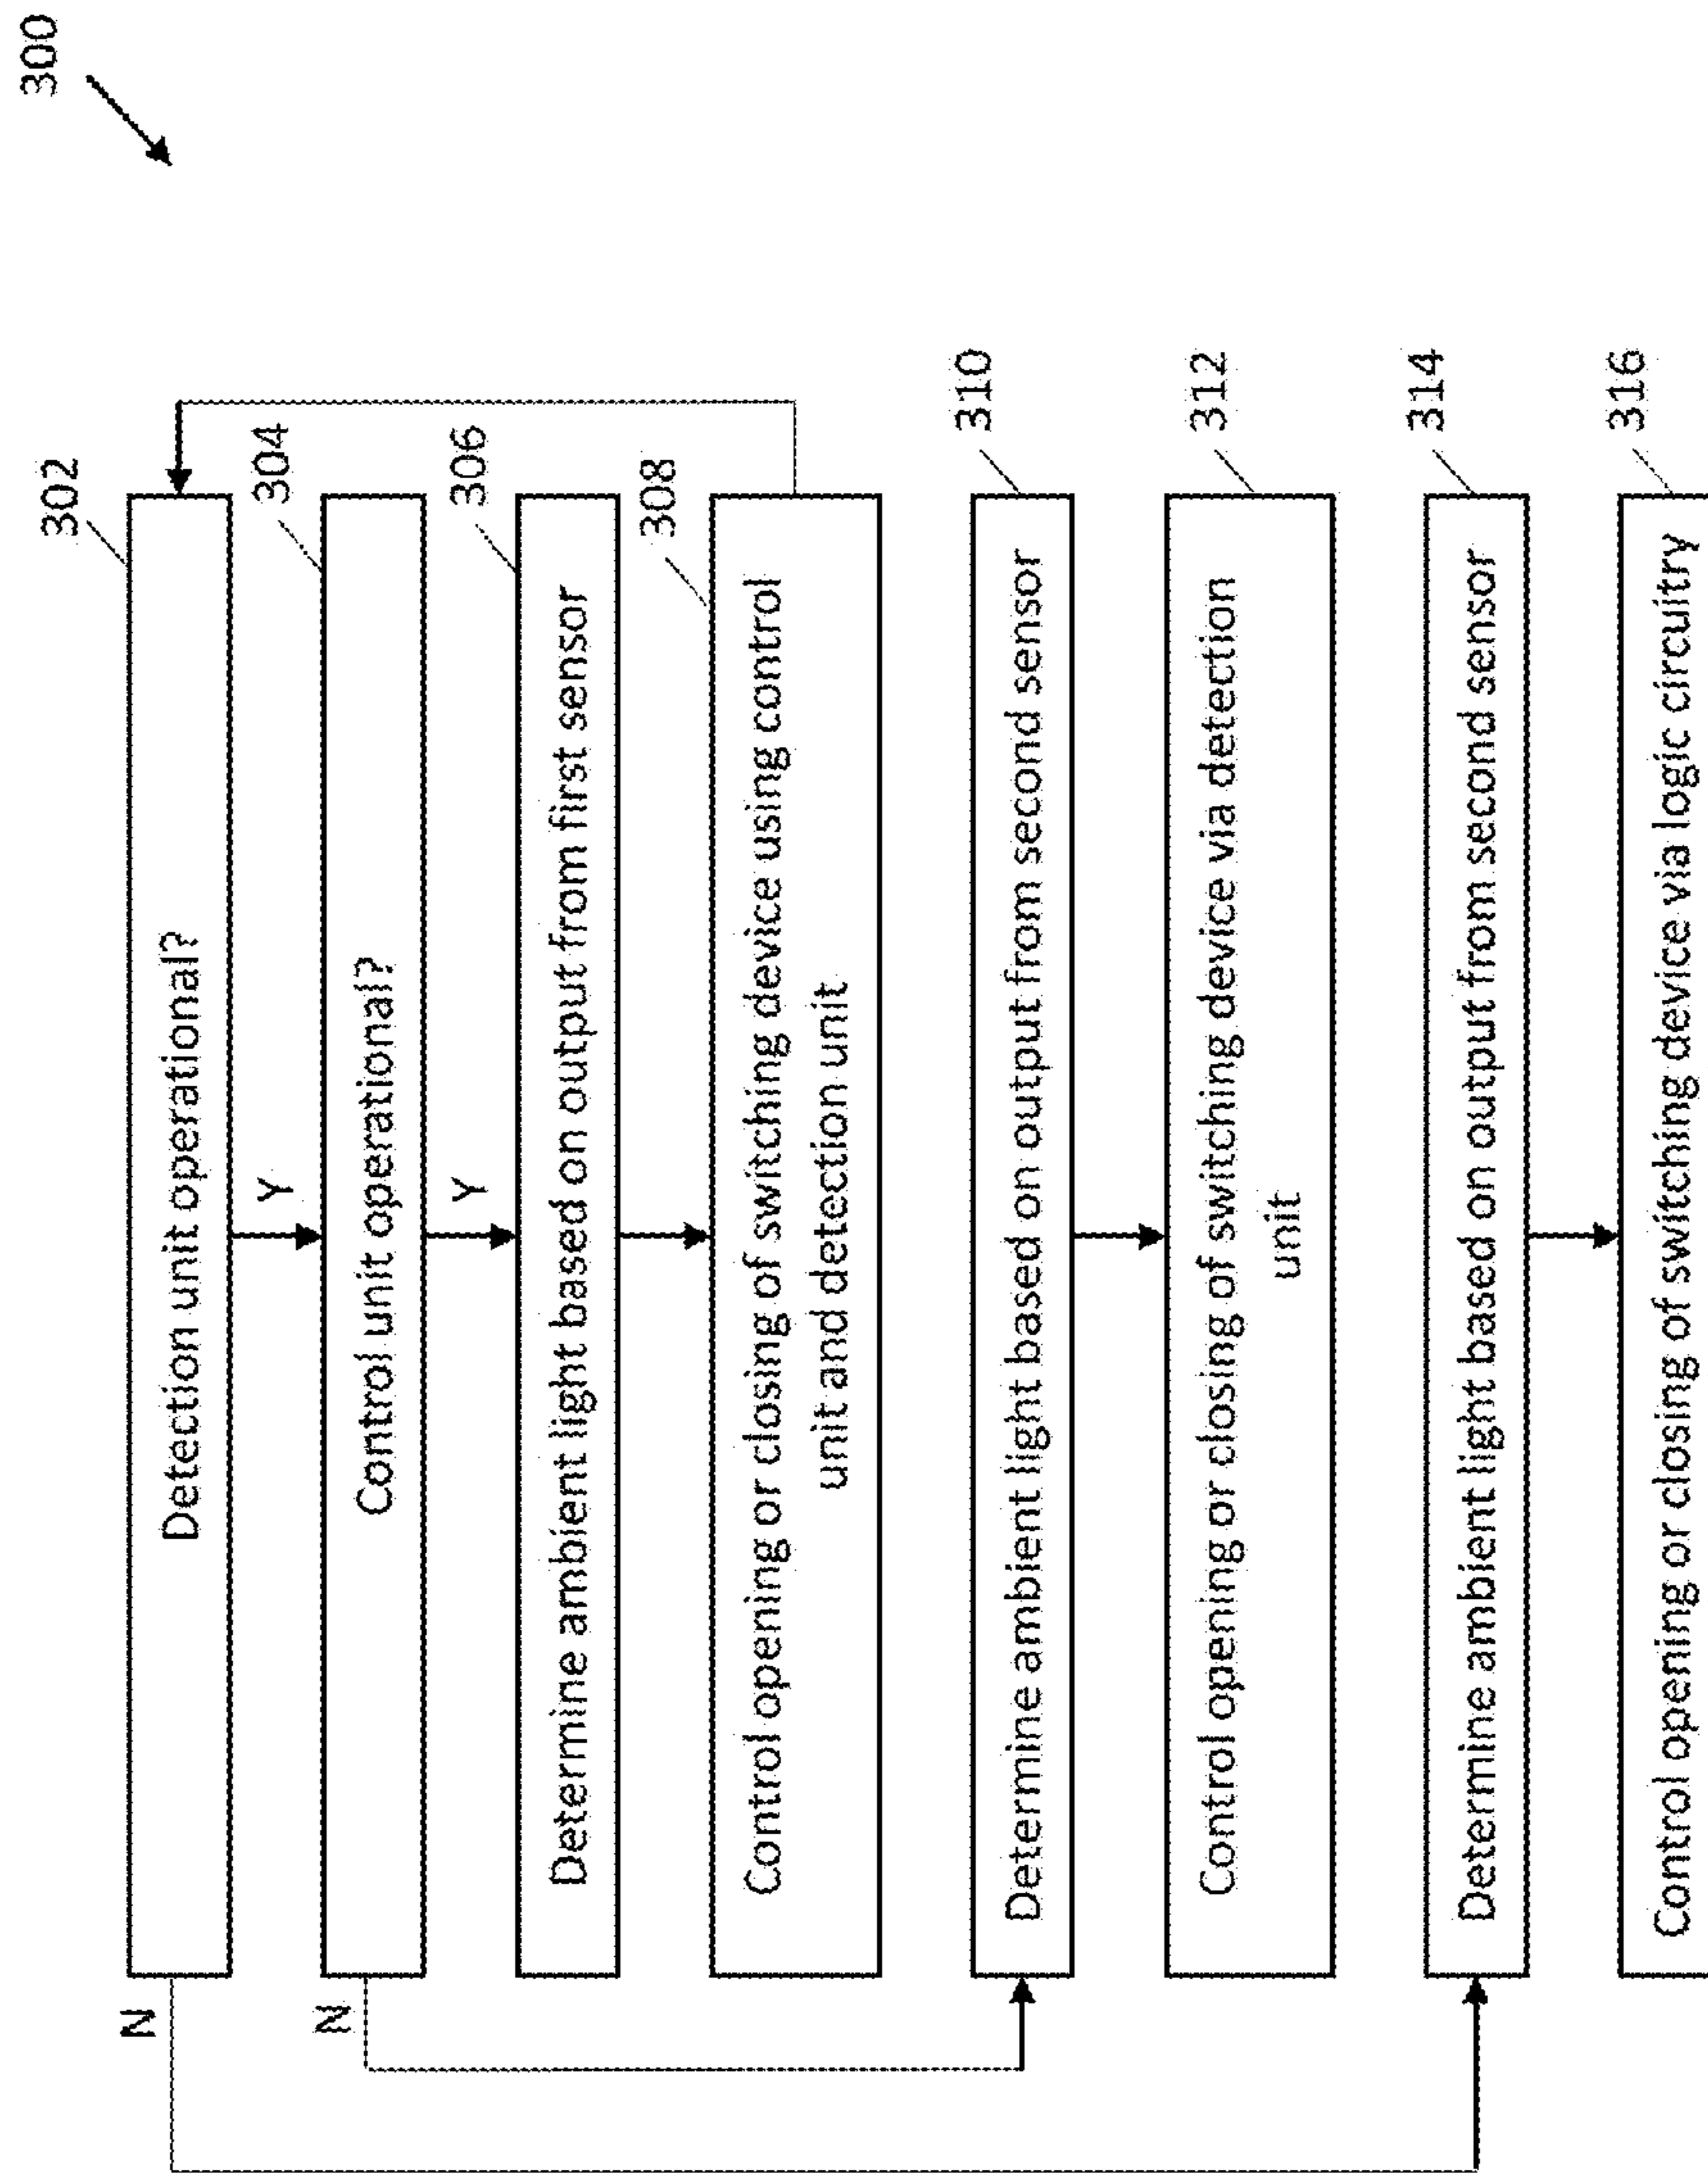 300
302
Detection unit operational?
Y
N
304
Control unit operational?
Y
N
306
Determine ambient light based on output from first sensor
308
Control opening or closing of switching device using control
unit and detection unit
310
Determine ambient light based on output from second sensor
312
Control opening or closing of switching device via detection
unit
314
Determine ambient light based on output from second sensor
316
Control opening or closing of switching device via logic circuitry